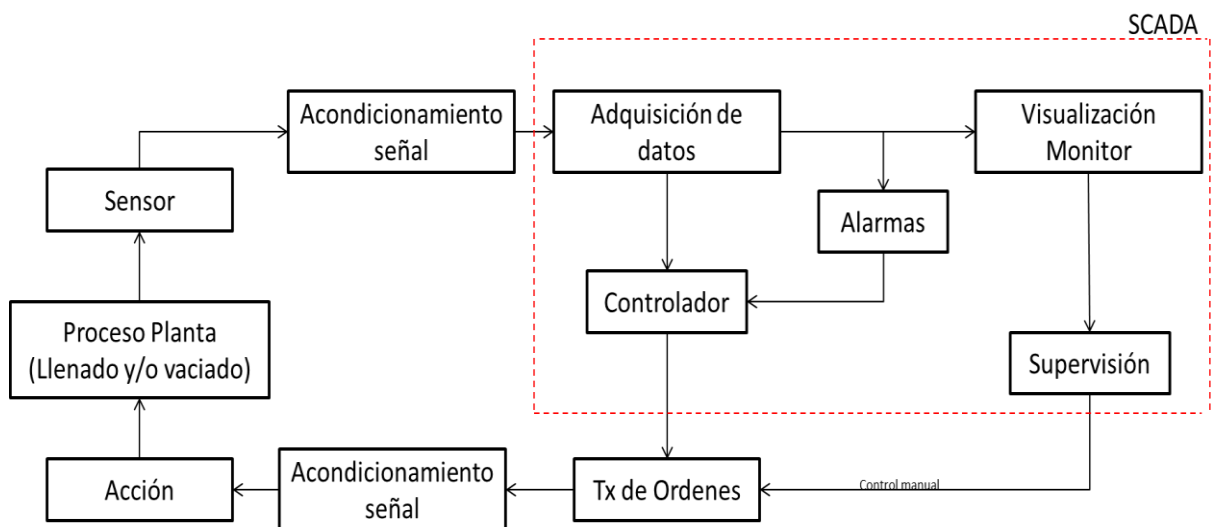 SCADA
Acondicionamiento
señal
Adquisición de
datos
Visualización
Monitor
Sensor
Alarmas
Controlador
Proceso Planta
(Llenado y/o vaciado)
Supervisión
Acción
Acondicionamiento
señal
Tx de Ordenes
Control manual